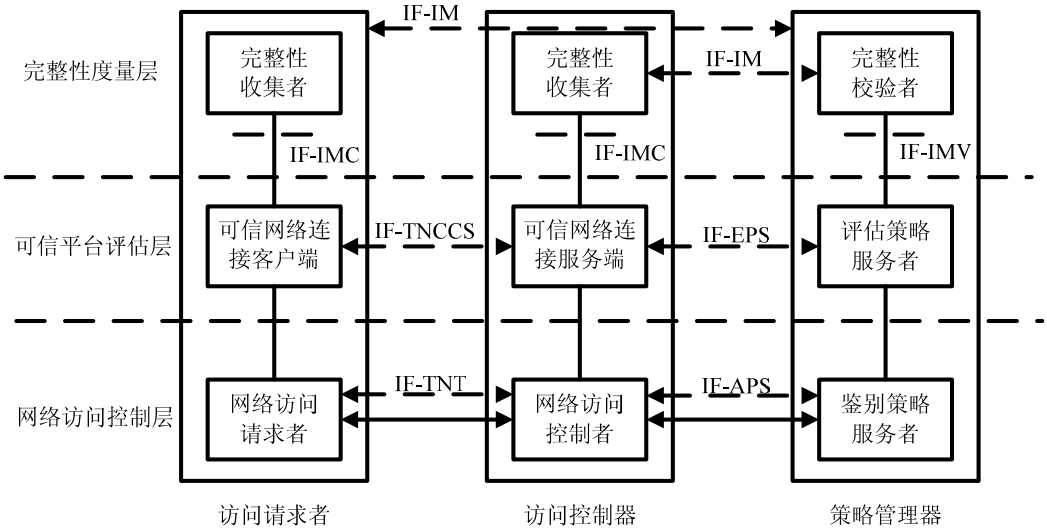 IF-IM
完整性度量层
完整性
收集者
完整性
收集者
IF-IM
完整性
校验者
IF-IMC
IF-IMC
IF-IMV
可信平台评估层
可信网络连
接客户端
IF-TNCCS
可信网络连
接服务端
IF-EPS
评估策略
服务者
网络访问控制层
网络访问
请求者
IF-TNT
网络访问
控制者
IF-APS
鉴别策略
服务者
访问请求者
访问控制器
策略管理器